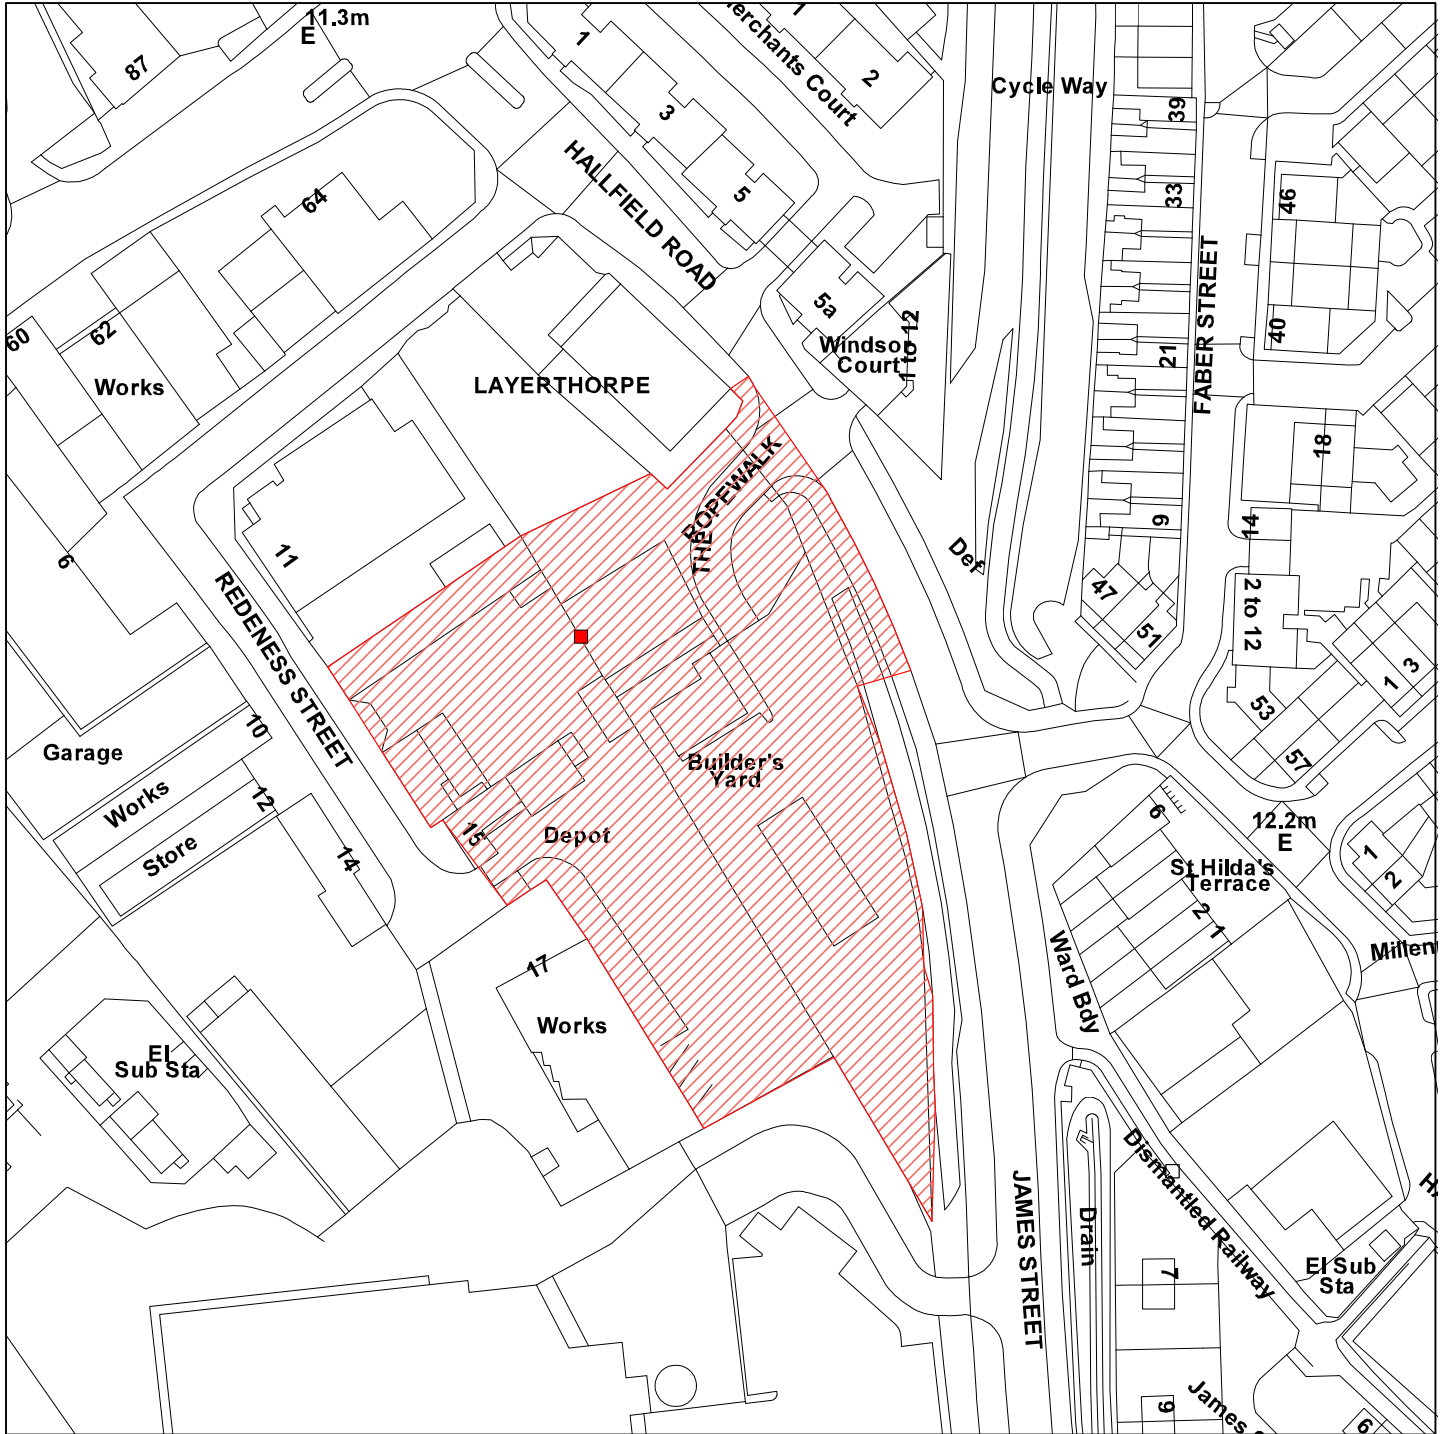 11.3m
E
87
1
3
5
1
2
Merchants Court
Cycle Way
39
33
21
9
46
40
18
14
2 to 12
FABER STREET
64
62
60
Works
HALLFIELD ROAD
5a
Windsor
Court
1 to 12
LAYERTHORPE
THE ROPEWALK
11
6
REDENESS STREET
Def
47
51
53
57
1
3
Garage
10
Works
12
Store
14
15
Depot
Builder's
Yard
17
Works
12.2m
E
6
St Hilda's
Terrace
2
1
1
2
Ward Bdy
El
Sub Sta
Dismantled Railway
Drain
JAMES STREET
7
9
El Sub
Sta
James
6